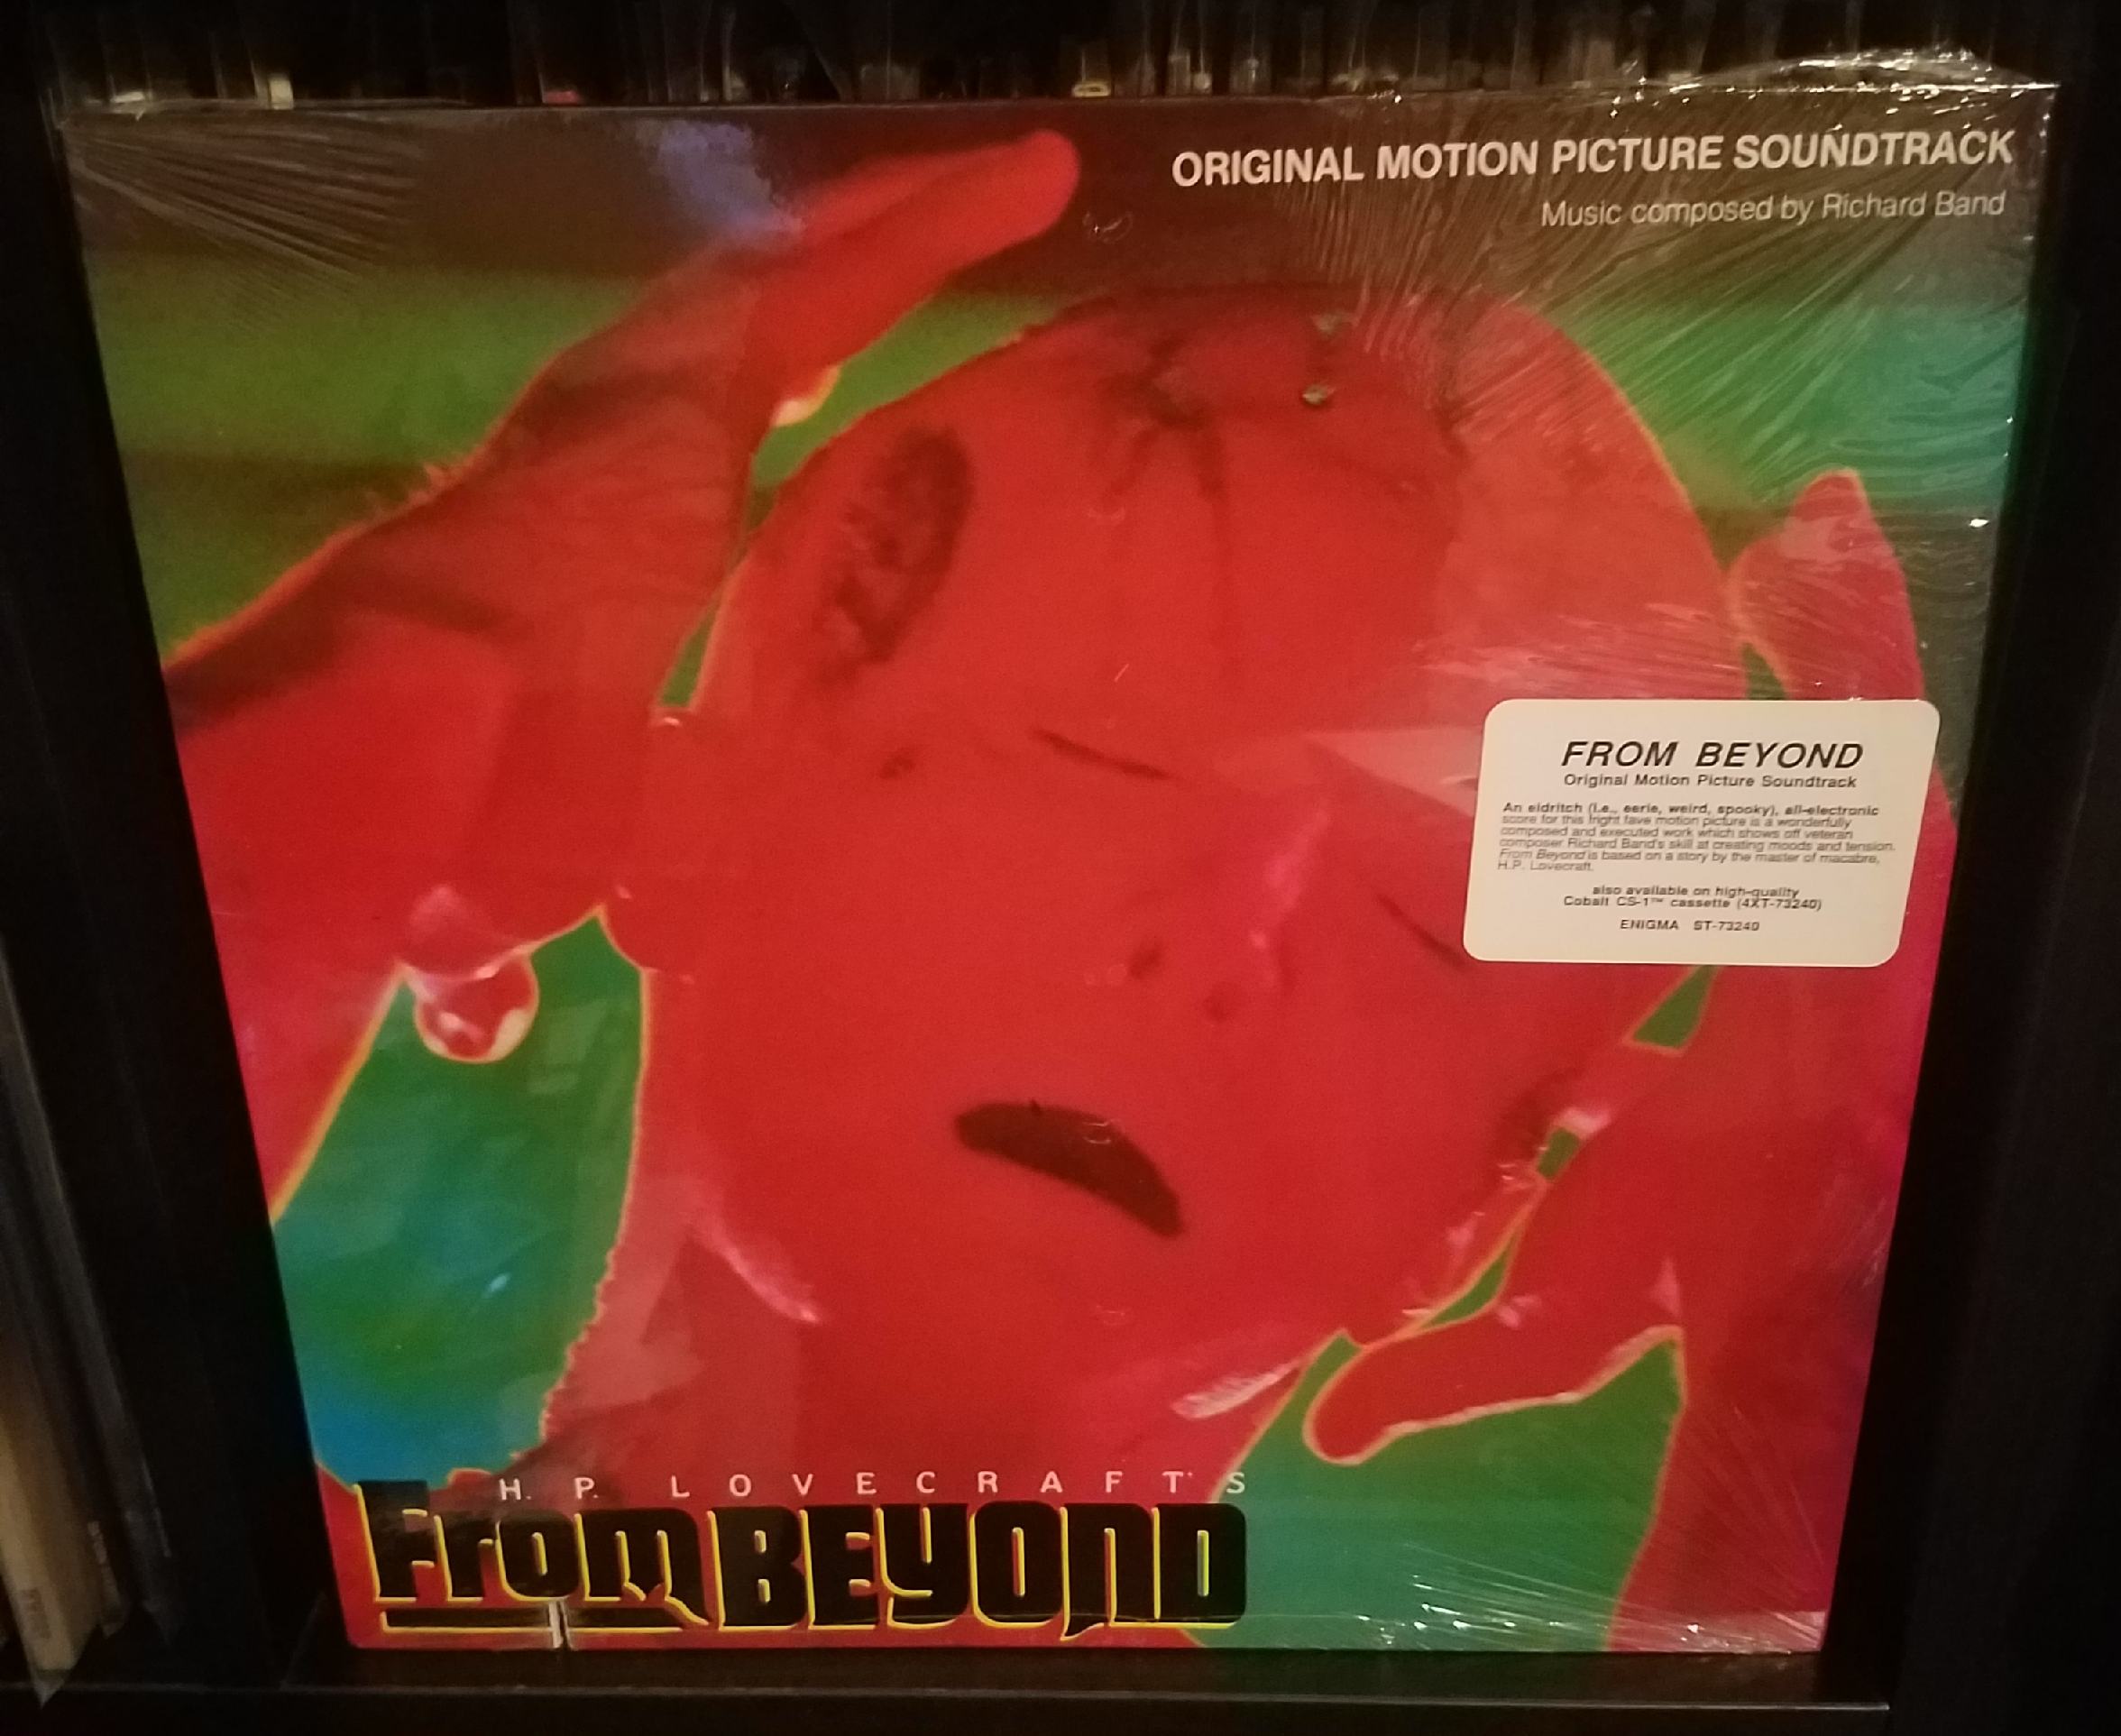 ORIGINAL MOTION PICTURE SOUNDTRACK
Music composed by Richard Band
FROM BEYOND
Original Motion Picture Soundtrack
An eldritch (i.e., eerie, weird, spooky), all-electronic
score for this fright fave motion picture is a wonderfully
composed and executed work which shows off veteran
composer Richard Band's skill at creating moods and tension.
From Beyond is based on a story by the master of macabre,
H.P. Lovecraft.
also available on high-quality
Cobalt CS-1™ cassette (4XT-73240)
ENIGMA ST-73240
H. P. LOVECRAFT'S
From BEYOND